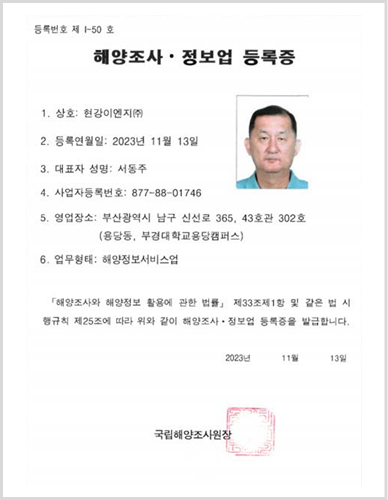 등록번호 제 I-50 호
해양조사・정보업 등록증
1. 상호: 현강이엔지㈜
2. 등록연월일: 2023년 11월 13일
3. 대표자 성명: 서동주
4. 사업자등록번호: 877-88-01746
5. 영업장소: 부산광역시 남구 신선로 365, 43호관 302호
(용당동, 부경대학교용당캠퍼스)
6. 업무형태: 해양정보서비스업
「해양조사와 해양정보 활용에 관한 법률」 제33조제1항 및 같은 법 시
행규칙 제25조에 따라 위와 같이 해양조사・정보업 등록증을 발급합니다.
2023년 11월 13일
국립해양조사원장